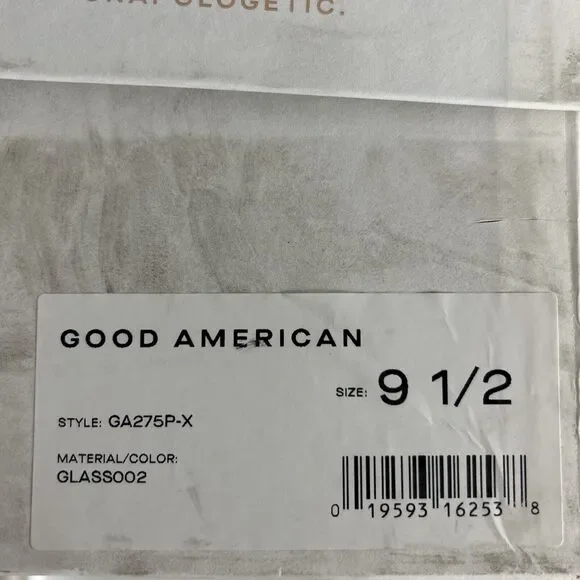 GOOD AMERICAN
SIZE: 9 1/2
STYLE: GA275P-X
MATERIAL/COLOR:
GLASS002
0 19593 16253 8